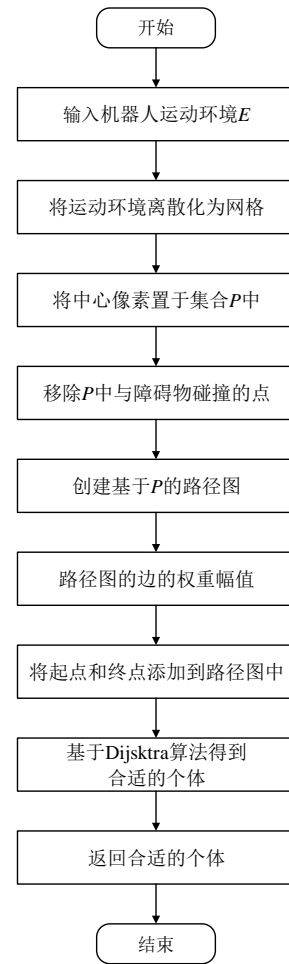 开始
输入机器人运动环境E
将运动环境离散化为网格
将中心像素置于集合P中
移除P中与障碍物碰撞的点
创建基于P的路径图
路径图的边的权重幅值
将起点和终点添加到路径图中
基于Dijsktra算法得到
合适的个体
返回合适的个体
结束